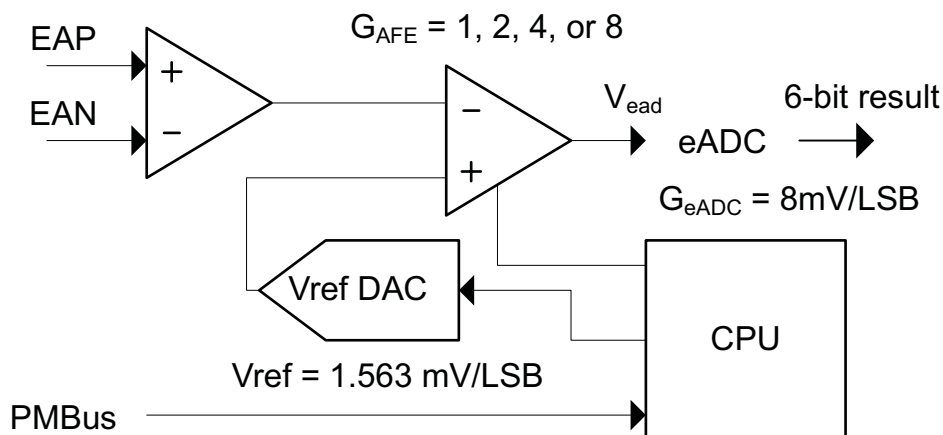 G_AFE = 1, 2, 4, or 8
EAP
+
EAN
−
−
+
V_ead
6-bit result
eADC
G_eADC = 8mV/LSB
Vref DAC
CPU
Vref = 1.563 mV/LSB
PMBus